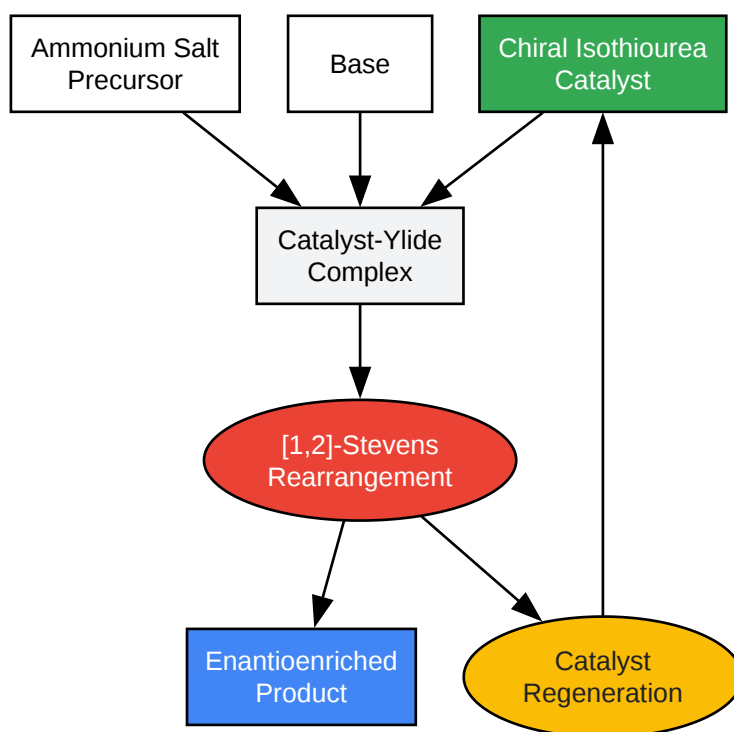 Ammonium Salt
Precursor
Base
Chiral Isothiourea
Catalyst
Catalyst-Ylide
Complex
[1,2]-Stevens
Rearrangement
Enantioenriched
Product
Catalyst
Regeneration